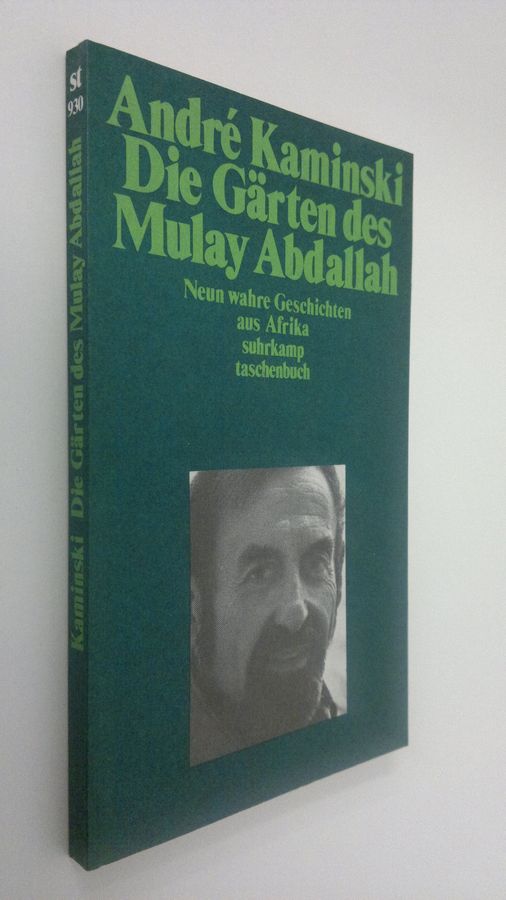 st
930
Kaminski Die Gärten des Mulay Abdallah
André Kaminski
Die Gärten des
Mulay Abdallah
Neun wahre Geschichten
aus Afrika
suhrkamp
taschenbuch